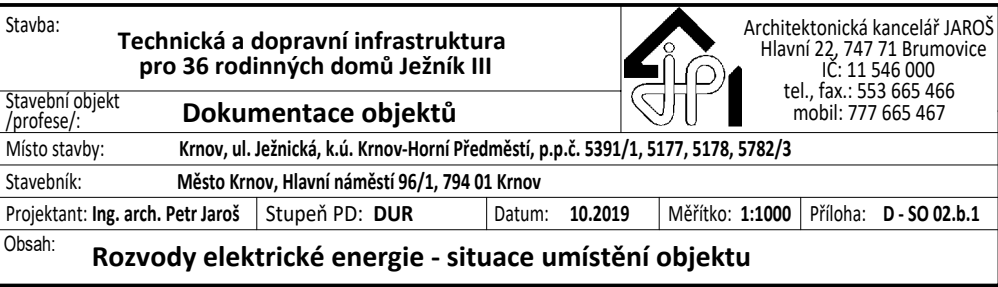 Stavba:
Technická a dopravní infrastruktura
pro 36 rodinných domů Ježník III
Architektonická kancelář JAROŠ
Hlavní 22, 747 71 Brumovice
IČ: 11 546 000
tel., fax.: 553 665 466
mobil: 777 665 467
Stavební objekt
/profese/:
Dokumentace objektů
Místo stavby: Krnov, ul. Ježnická, k.ú. Krnov-Horní Předměstí, p.p.č. 5391/1, 5177, 5178, 5782/3
Stavebník: Město Krnov, Hlavní náměstí 96/1, 794 01 Krnov
Projektant: Ing. arch. Petr Jaroš Stupeň PD: DUR Datum: 10.2019 Měřítko: 1:1000 Příloha: D - SO 02.b.1
Obsah:
Rozvody elektrické energie - situace umístění objektu